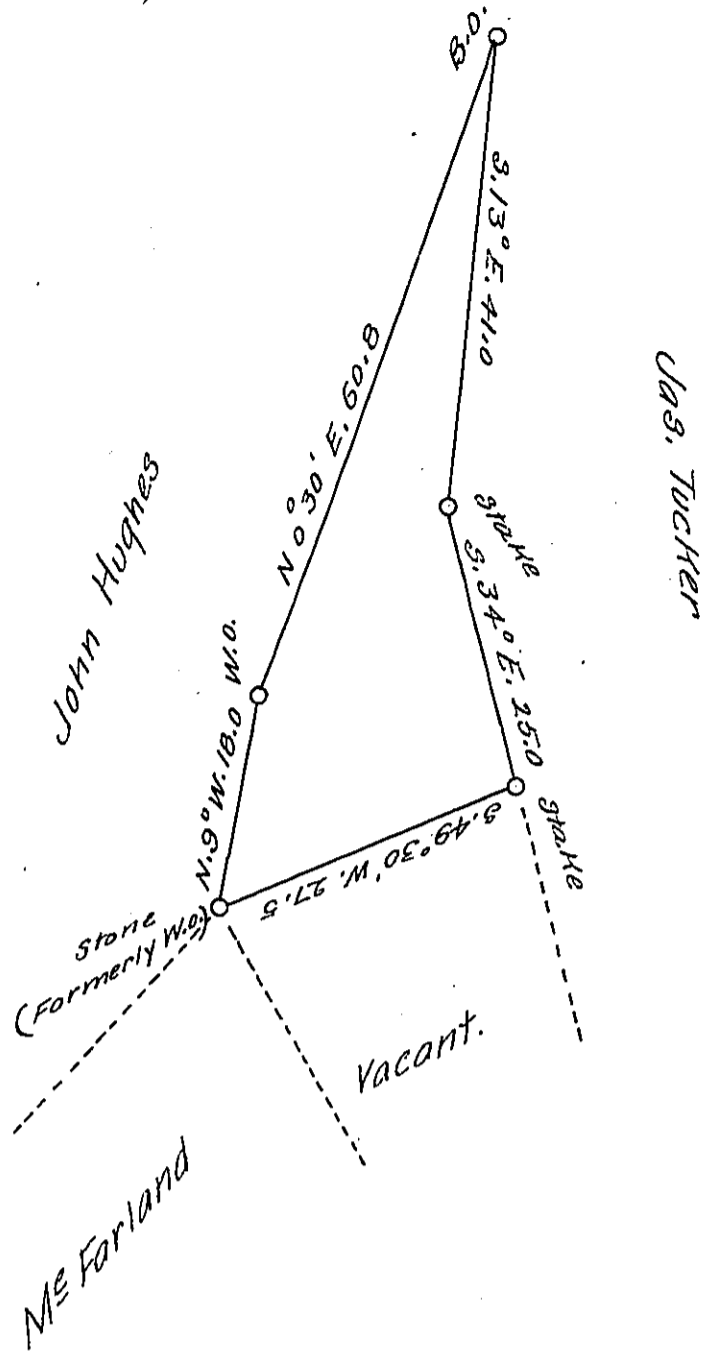 B.O.
S.13° E. 41.0
N 0° 30' E. 60.8
Jas. Tucker
John Hughes
stake
S. 34° E. 25.0
W.O.
N. 9° W. 18.0
stake
S. 49° 30' W. 27.5
Stone
(Formerly W.O.)
Vacant.
Mc Farland